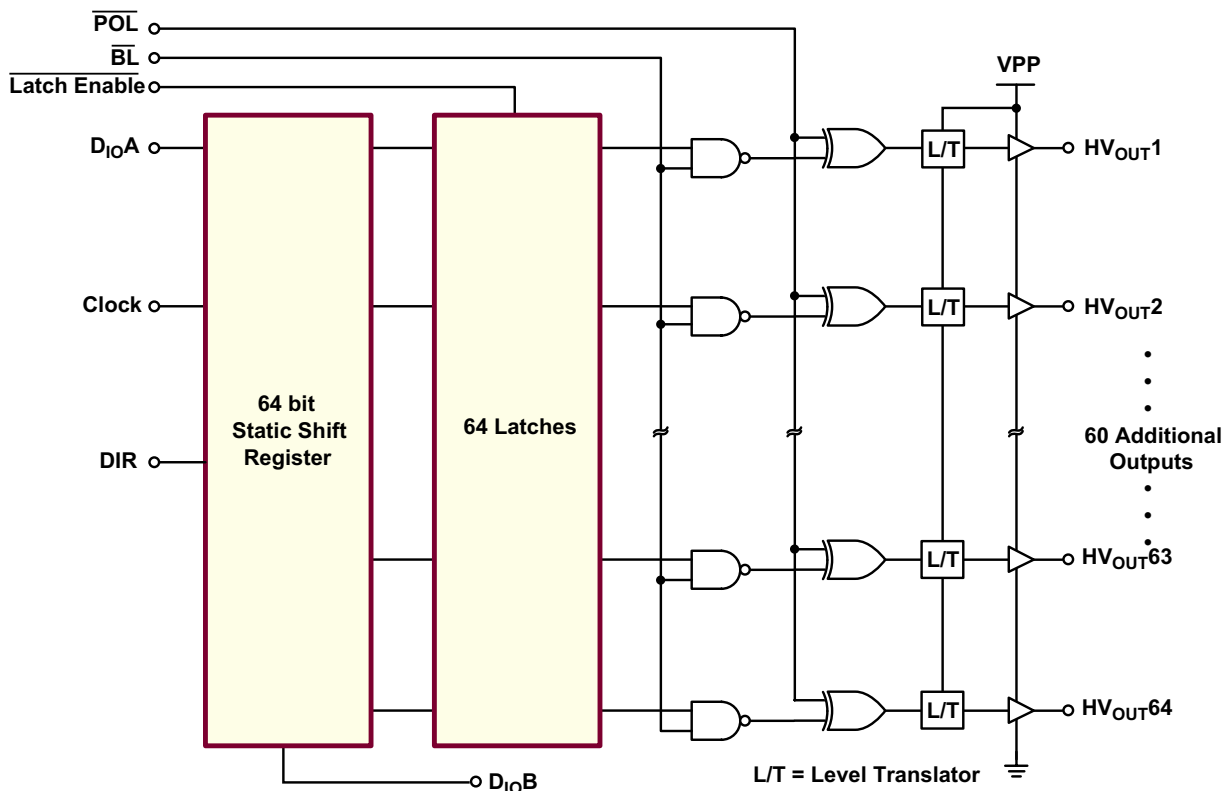 POL
BL
Latch Enable
VPP
DIOA
L/T
HVOUT1
Clock
L/T
HVOUT2
64 bit
Static Shift
Register
64 Latches
DIR
60 Additional
Outputs
L/T
HVOUT63
L/T
HVOUT64
L/T = Level Translator
DIOB